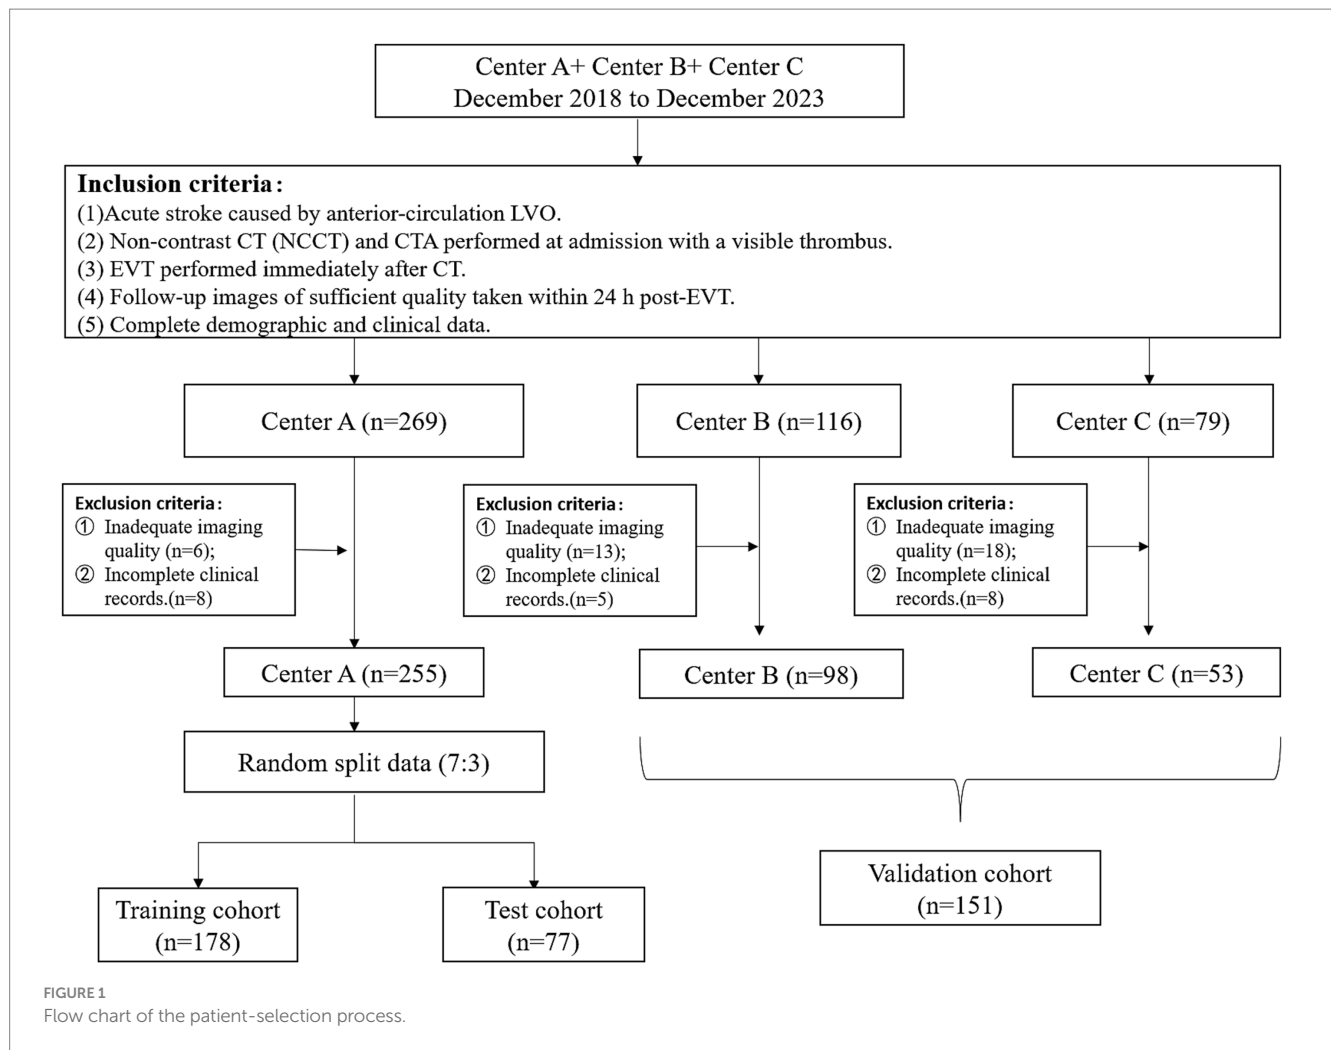 Center A+ Center B+ Center C
December 2018 to December 2023
Inclusion criteria:
(1)Acute stroke caused by anterior-circulation LVO.
(2) Non-contrast CT (NCCT) and CTA performed at admission with a visible thrombus.
(3) EVT performed immediately after CT.
(4) Follow-up images of sufficient quality taken within 24 h post-EVT.
(5) Complete demographic and clinical data.
Center A (n=269)
Center B (n=116)
Center C (n=79)
Exclusion criteria:
① Inadequate imaging
quality (n=6);
② Incomplete clinical
records.(n=8)
Exclusion criteria:
① Inadequate imaging
quality (n=13);
② Incomplete clinical
records.(n=5)
Exclusion criteria:
① Inadequate imaging
quality (n=18);
② Incomplete clinical
records.(n=8)
Center A (n=255)
Center B (n=98)
Center C (n=53)
Random split data (7:3)
Training cohort
(n=178)
Test cohort
(n=77)
Validation cohort
(n=151)
FIGURE 1
Flow chart of the patient-selection process.